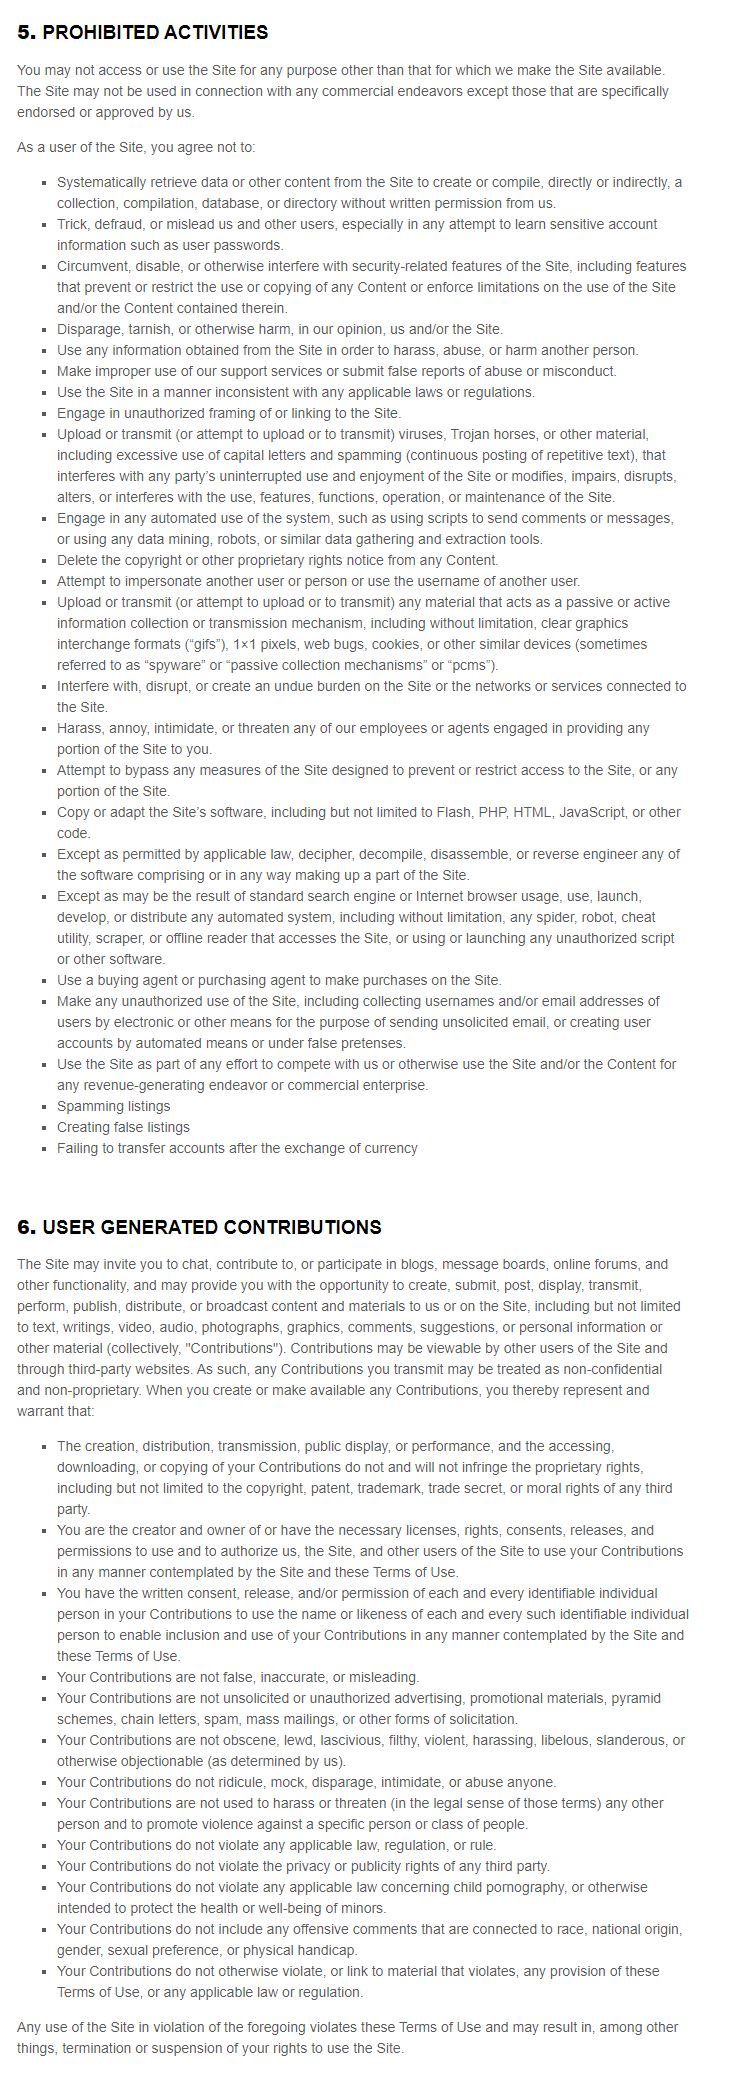 5. PROHIBITED ACTIVITIES
You may not access or use the Site for any purpose other than that for which we make the Site available.
The Site may not be used in connection with any commercial endeavors except those that are specifically
endorsed or approved by us.
As a user of the Site, you agree not to:
▪ Systematically retrieve data or other content from the Site to create or compile, directly or indirectly, a
collection, compilation, database, or directory without written permission from us.
▪ Trick, defraud, or mislead us and other users, especially in any attempt to learn sensitive account
information such as user passwords.
▪ Circumvent, disable, or otherwise interfere with security-related features of the Site, including features
that prevent or restrict the use or copying of any Content or enforce limitations on the use of the Site
and/or the Content contained therein.
▪ Disparage, tarnish, or otherwise harm, in our opinion, us and/or the Site.
▪ Use any information obtained from the Site in order to harass, abuse, or harm another person.
▪ Make improper use of our support services or submit false reports of abuse or misconduct.
▪ Use the Site in a manner inconsistent with any applicable laws or regulations.
▪ Engage in unauthorized framing of or linking to the Site.
▪ Upload or transmit (or attempt to upload or to transmit) viruses, Trojan horses, or other material,
including excessive use of capital letters and spamming (continuous posting of repetitive text), that
interferes with any party’s uninterrupted use and enjoyment of the Site or modifies, impairs, disrupts,
alters, or interferes with the use, features, functions, operation, or maintenance of the Site.
▪ Engage in any automated use of the system, such as using scripts to send comments or messages,
or using any data mining, robots, or similar data gathering and extraction tools.
▪ Delete the copyright or other proprietary rights notice from any Content.
▪ Attempt to impersonate another user or person or use the username of another user.
▪ Upload or transmit (or attempt to upload or to transmit) any material that acts as a passive or active
information collection or transmission mechanism, including without limitation, clear graphics
interchange formats (“gifs”), 1×1 pixels, web bugs, cookies, or other similar devices (sometimes
referred to as “spyware” or “passive collection mechanisms” or “pcms”).
▪ Interfere with, disrupt, or create an undue burden on the Site or the networks or services connected to
the Site.
▪ Harass, annoy, intimidate, or threaten any of our employees or agents engaged in providing any
portion of the Site to you.
▪ Attempt to bypass any measures of the Site designed to prevent or restrict access to the Site, or any
portion of the Site.
▪ Copy or adapt the Site’s software, including but not limited to Flash, PHP, HTML, JavaScript, or other
code.
▪ Except as permitted by applicable law, decipher, decompile, disassemble, or reverse engineer any of
the software comprising or in any way making up a part of the Site.
▪ Except as may be the result of standard search engine or Internet browser usage, use, launch,
develop, or distribute any automated system, including without limitation, any spider, robot, cheat
utility, scraper, or offline reader that accesses the Site, or using or launching any unauthorized script
or other software.
▪ Use a buying agent or purchasing agent to make purchases on the Site.
▪ Make any unauthorized use of the Site, including collecting usernames and/or email addresses of
users by electronic or other means for the purpose of sending unsolicited email, or creating user
accounts by automated means or under false pretenses.
▪ Use the Site as part of any effort to compete with us or otherwise use the Site and/or the Content for
any revenue-generating endeavor or commercial enterprise.
▪ Spamming listings
▪ Creating false listings
▪ Failing to transfer accounts after the exchange of currency
6. USER GENERATED CONTRIBUTIONS
The Site may invite you to chat, contribute to, or participate in blogs, message boards, online forums, and
other functionality, and may provide you with the opportunity to create, submit, post, display, transmit,
perform, publish, distribute, or broadcast content and materials to us or on the Site, including but not limited
to text, writings, video, audio, photographs, graphics, comments, suggestions, or personal information or
other material (collectively, "Contributions"). Contributions may be viewable by other users of the Site and
through third-party websites. As such, any Contributions you transmit may be treated as non-confidential
and non-proprietary. When you create or make available any Contributions, you thereby represent and
warrant that:
▪ The creation, distribution, transmission, public display, or performance, and the accessing,
downloading, or copying of your Contributions do not and will not infringe the proprietary rights,
including but not limited to the copyright, patent, trademark, trade secret, or moral rights of any third
party.
▪ You are the creator and owner of or have the necessary licenses, rights, consents, releases, and
permissions to use and to authorize us, the Site, and other users of the Site to use your Contributions
in any manner contemplated by the Site and these Terms of Use.
▪ You have the written consent, release, and/or permission of each and every identifiable individual
person in your Contributions to use the name or likeness of each and every such identifiable individual
person to enable inclusion and use of your Contributions in any manner contemplated by the Site and
these Terms of Use.
▪ Your Contributions are not false, inaccurate, or misleading.
▪ Your Contributions are not unsolicited or unauthorized advertising, promotional materials, pyramid
schemes, chain letters, spam, mass mailings, or other forms of solicitation.
▪ Your Contributions are not obscene, lewd, lascivious, filthy, violent, harassing, libelous, slanderous, or
otherwise objectionable (as determined by us).
▪ Your Contributions do not ridicule, mock, disparage, intimidate, or abuse anyone.
▪ Your Contributions are not used to harass or threaten (in the legal sense of those terms) any other
person and to promote violence against a specific person or class of people.
▪ Your Contributions do not violate any applicable law, regulation, or rule.
▪ Your Contributions do not violate the privacy or publicity rights of any third party.
▪ Your Contributions do not violate any applicable law concerning child pornography, or otherwise
intended to protect the health or well-being of minors.
▪ Your Contributions do not include any offensive comments that are connected to race, national origin,
gender, sexual preference, or physical handicap.
▪ Your Contributions do not otherwise violate, or link to material that violates, any provision of these
Terms of Use, or any applicable law or regulation.
Any use of the Site in violation of the foregoing violates these Terms of Use and may result in, among other
things, termination or suspension of your rights to use the Site.